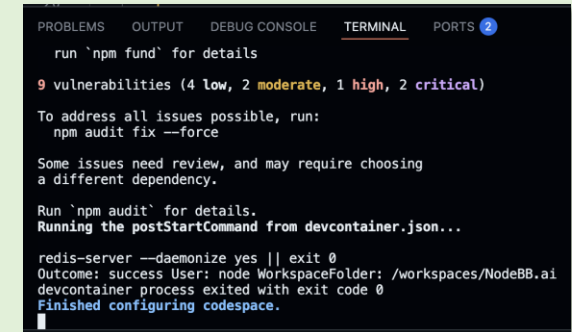 PROBLEMS OUTPUT DEBUG CONSOLE TERMINAL PORTS 2
run `npm fund` for details
9 vulnerabilities (4 low, 2 moderate, 1 high, 2 critical)
To address all issues possible, run:
npm audit fix --force
Some issues need review, and may require choosing
a different dependency.
Run `npm audit` for details.
Running the postStartCommand from devcontainer.json...
redis-server --daemonize yes || exit 0
Outcome: success User: node WorkspaceFolder: /workspaces/NodeBB.ai
devcontainer process exited with exit code 0
Finished configuring codespace.